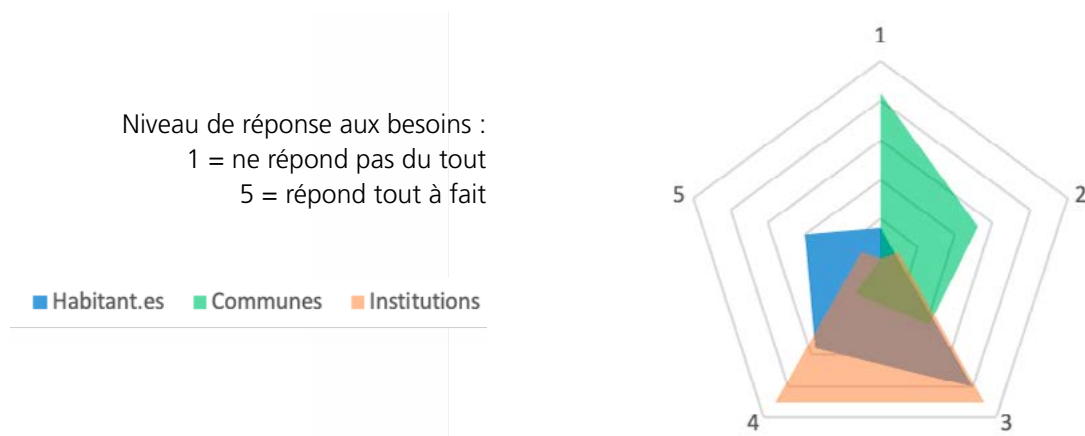 Niveau de réponse aux besoins :
1 = ne répond pas du tout
5 = répond tout à fait
Habitant.es Communes Institutions
1
2
3
4
5